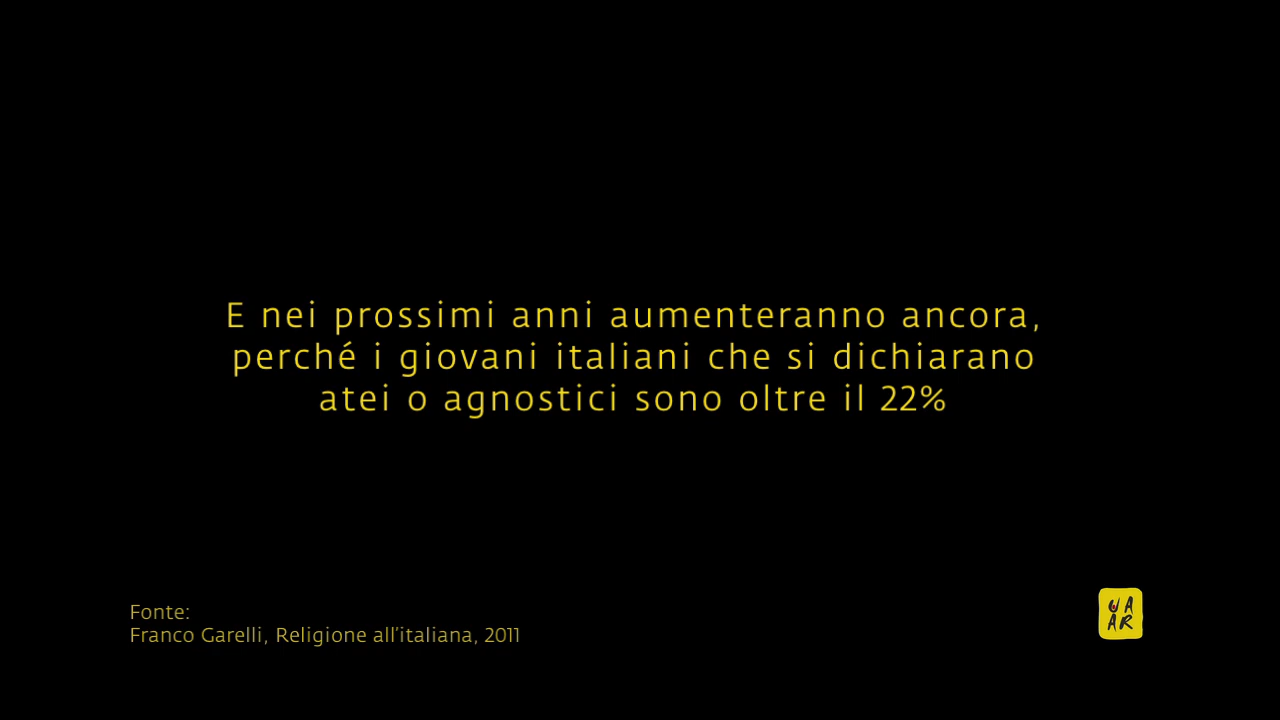 E nei prossimi anni aumenteranno ancora,
perché i giovani italiani che si dichiarano
atei o agnostici sono oltre il 22%
Fonte:
Franco Garelli, Religione all'italiana, 2011
UA
AR